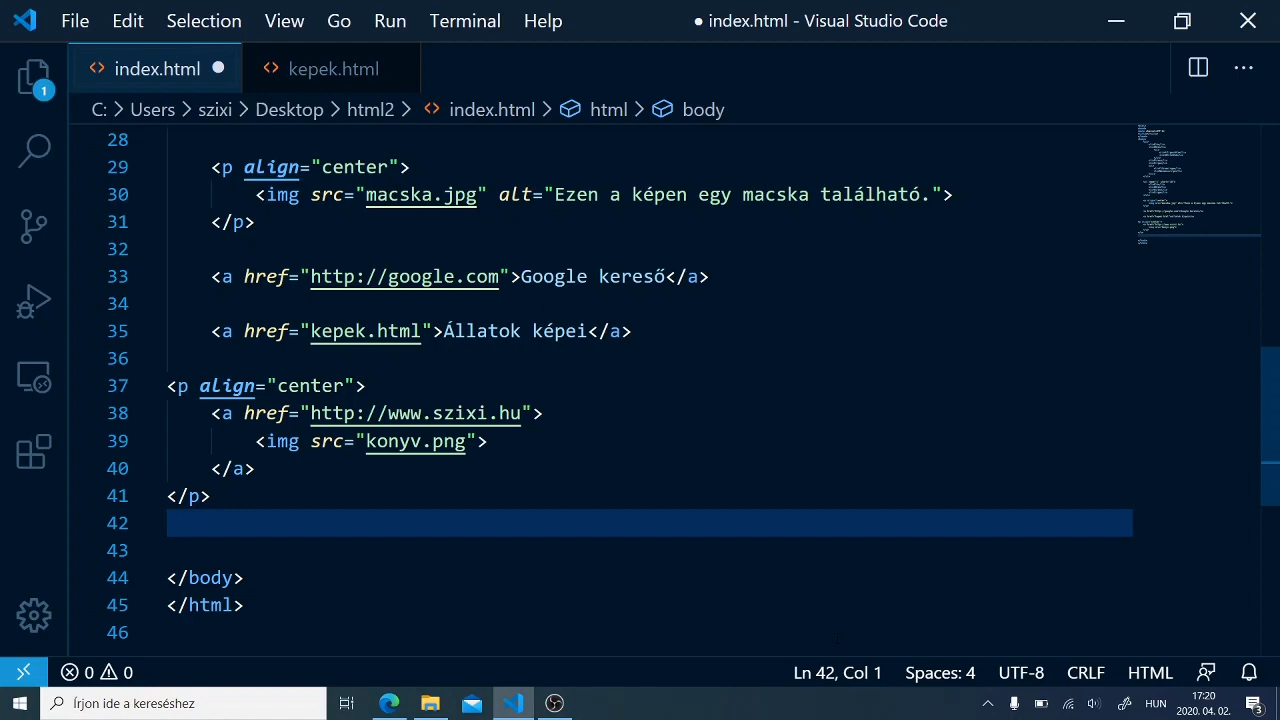 File Edit Selection View Go Run Terminal Help ● index.html - Visual Studio Code
index.html ● kepek.html
C: > Users > szixi > Desktop > html2 > index.html > html > body
1
28
29 <p align="center">
30 <img src="macska.jpg" alt="Ezen a képen egy macska található.">
31 </p>
32
33 <a href="http://google.com">Google kereső</a>
34
35 <a href="kepek.html">Állatok képei</a>
36
37 <p align="center">
38 <a href="http://www.szixi.hu">
39 <img src="konyv.png">
40 </a>
41 </p>
42
43
44 </body>
45 </html>
46
0 0 Ln 42, Col 1 Spaces: 4 UTF-8 CRLF HTML
Írjon ide a kereséshez HUN 17:20
2020. 04. 02. 3